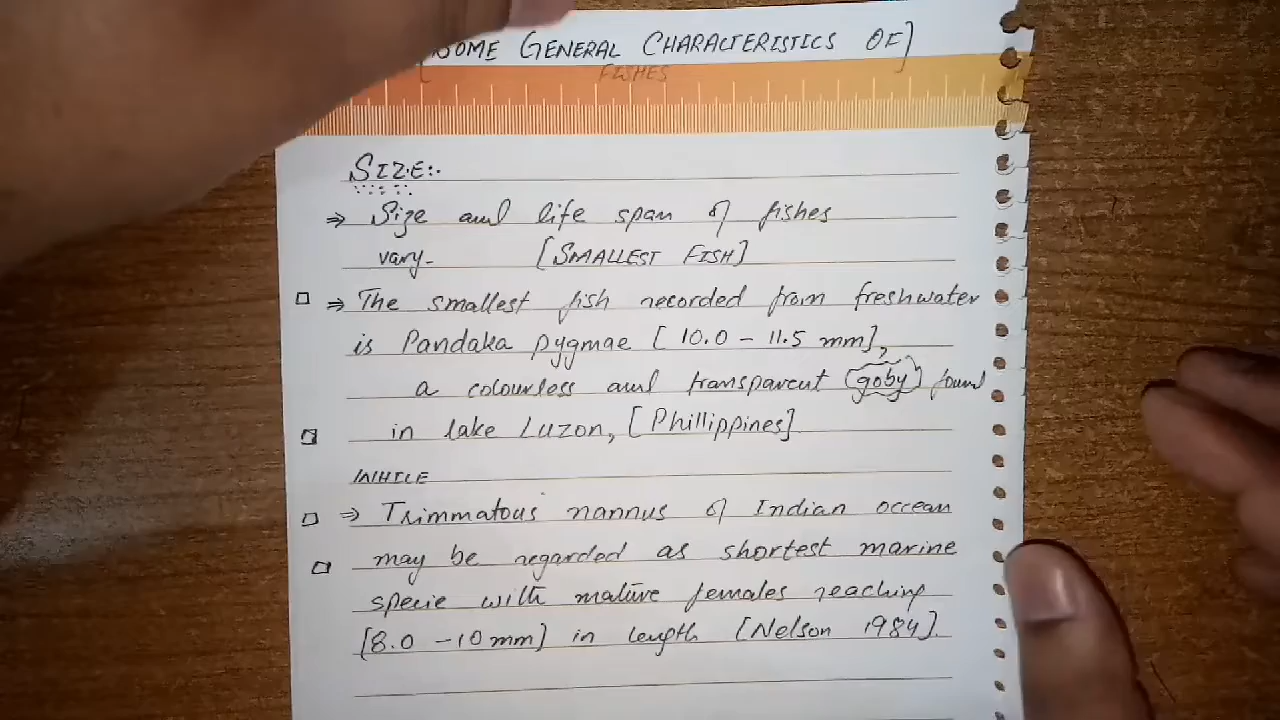 SOME GENERAL CHARACTERISTICS OF]
[ FISHES
SIZE:.
⇒ Size and life span of fishes
vary- [SMALLEST FISH]
⇒ The smallest fish recorded from freshwater
is Pandaka pygmae [10.0 - 11.5 mm],
a colourless and transparent (goby) found
in lake Luzon, [Phillippines]
WHILE
⇒ Trimmatous nannus of Indian occean
may be regarded as shortest marine
specie with mature females reaching
[8.0 - 10 mm] in length [Nelson 1984].